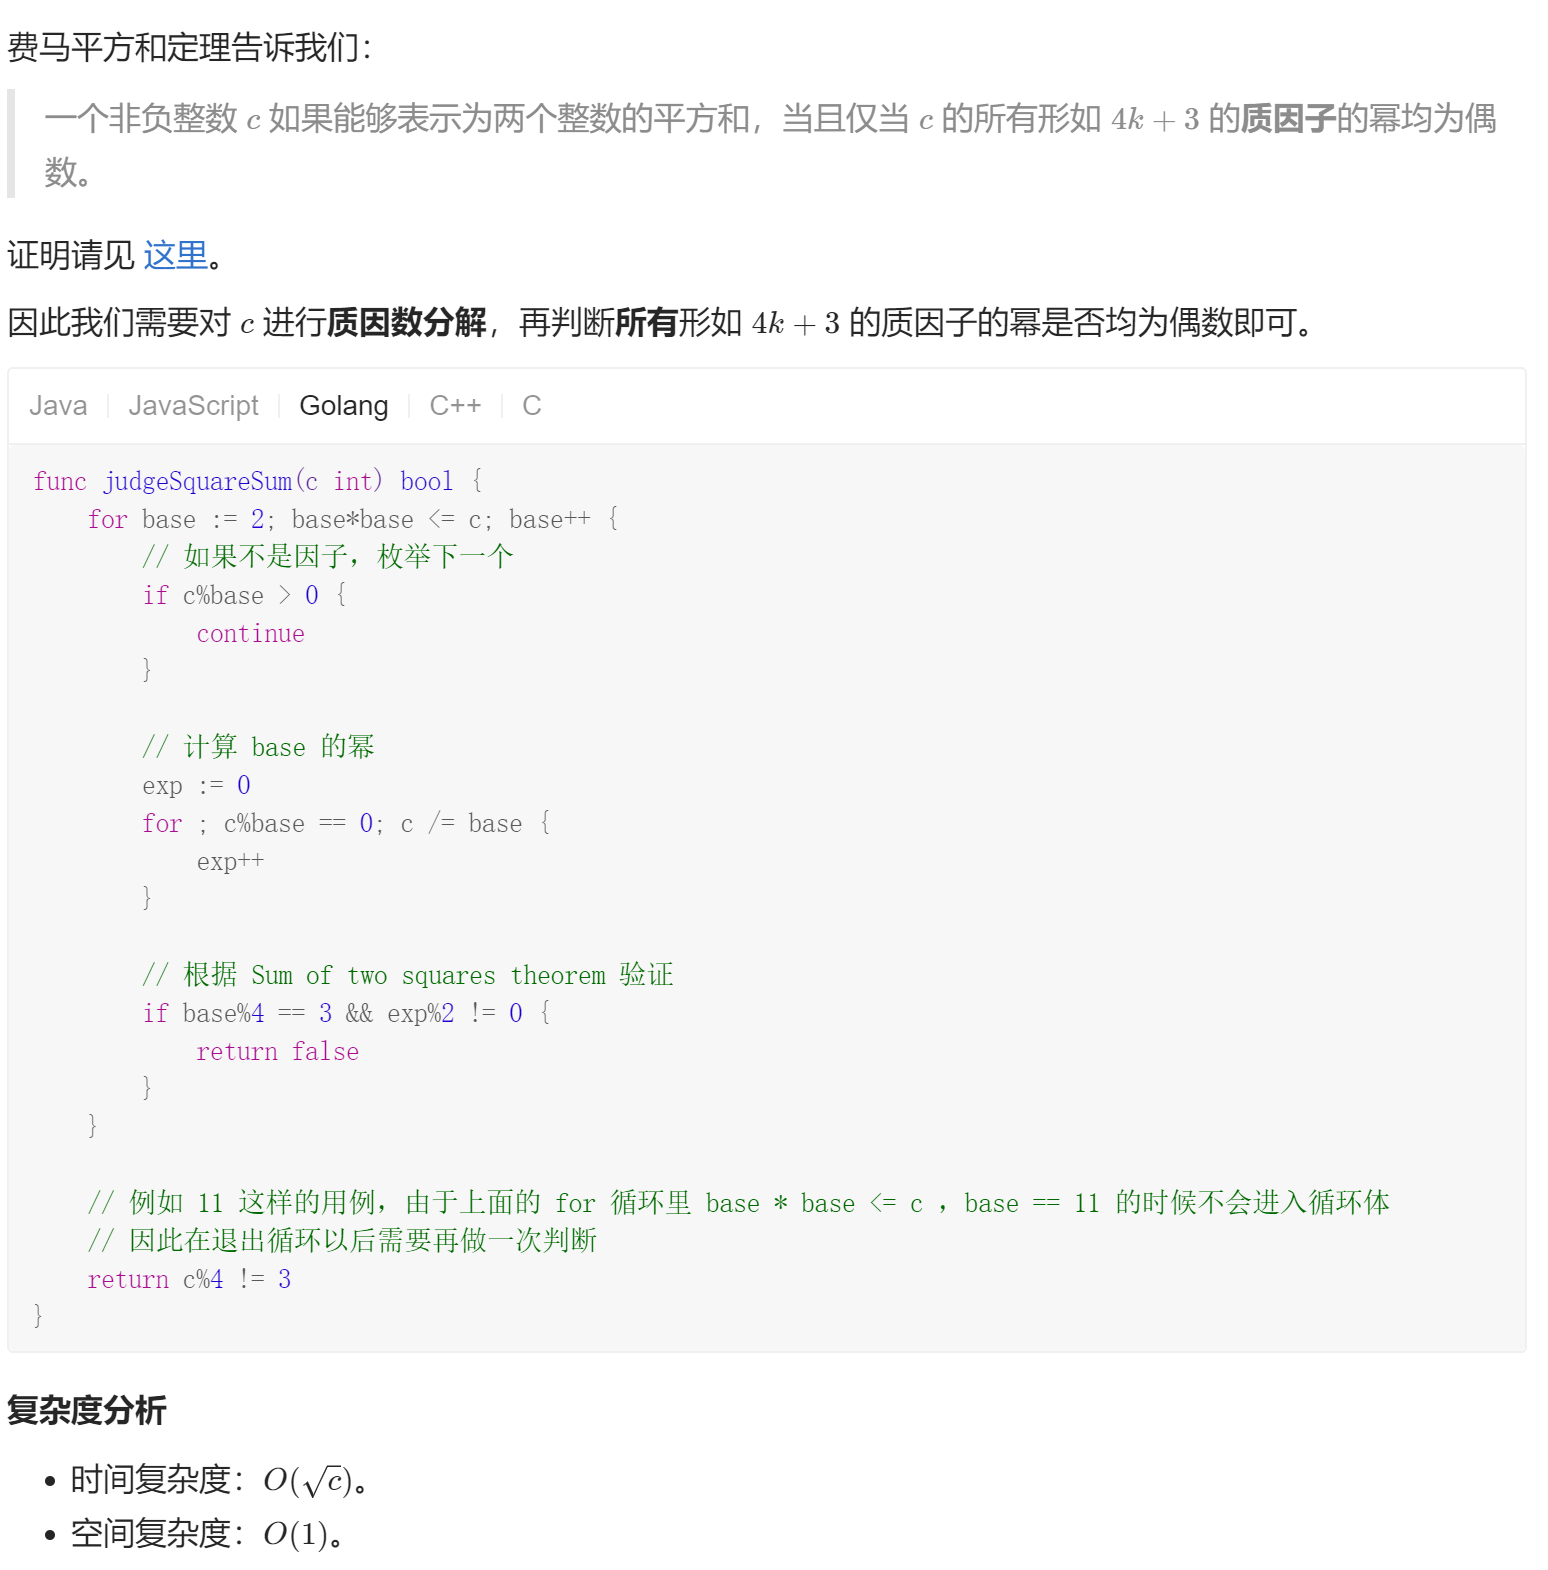 费马平方和定理告诉我们：
一个非负整数 c 如果能够表示为两个整数的平方和，当且仅当 c 的所有形如 4k + 3 的质因子的幂均为偶
数。
证明请见 这里。
因此我们需要对 c 进行质因数分解，再判断所有形如 4k + 3 的质因子的幂是否均为偶数即可。
Java JavaScript Golang C++ C
func judgeSquareSum(c int) bool {
    for base := 2; base*base <= c; base++ {
        // 如果不是因子，枚举下一个
        if c%base > 0 {
            continue
        }
        // 计算 base 的幂
        exp := 0
        for ; c%base == 0; c /= base {
            exp++
        }
        // 根据 Sum of two squares theorem 验证
        if base%4 == 3 && exp%2 != 0 {
            return false
        }
    }
    // 例如 11 这样的用例，由于上面的 for 循环里 base * base <= c ，base == 11 的时候不会进入循环体
    // 因此在退出循环以后需要再做一次判断
    return c%4 != 3
}
复杂度分析
• 时间复杂度：O(√c)。
• 空间复杂度：O(1)。